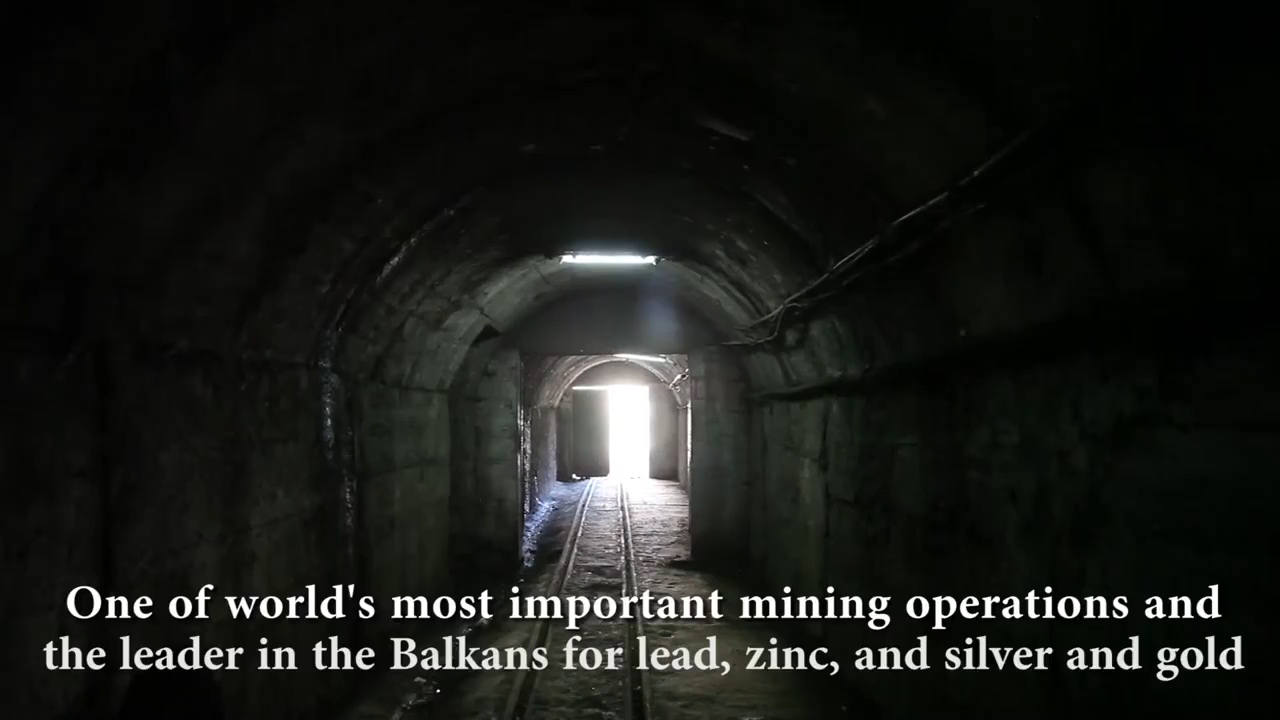 One of world's most important mining operations and
the leader in the Balkans for lead, zinc, and silver and gold